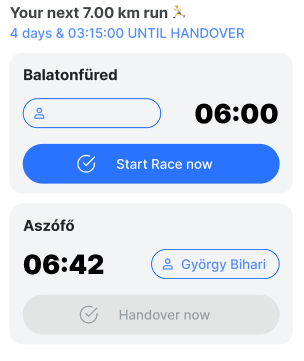 Your next 7.00 km run 🏃
4 days & 03:15:00 UNTIL HANDOVER
Balatonfüred
06:00
Start Race now
Aszófő
06:42 György Bihari
Handover now